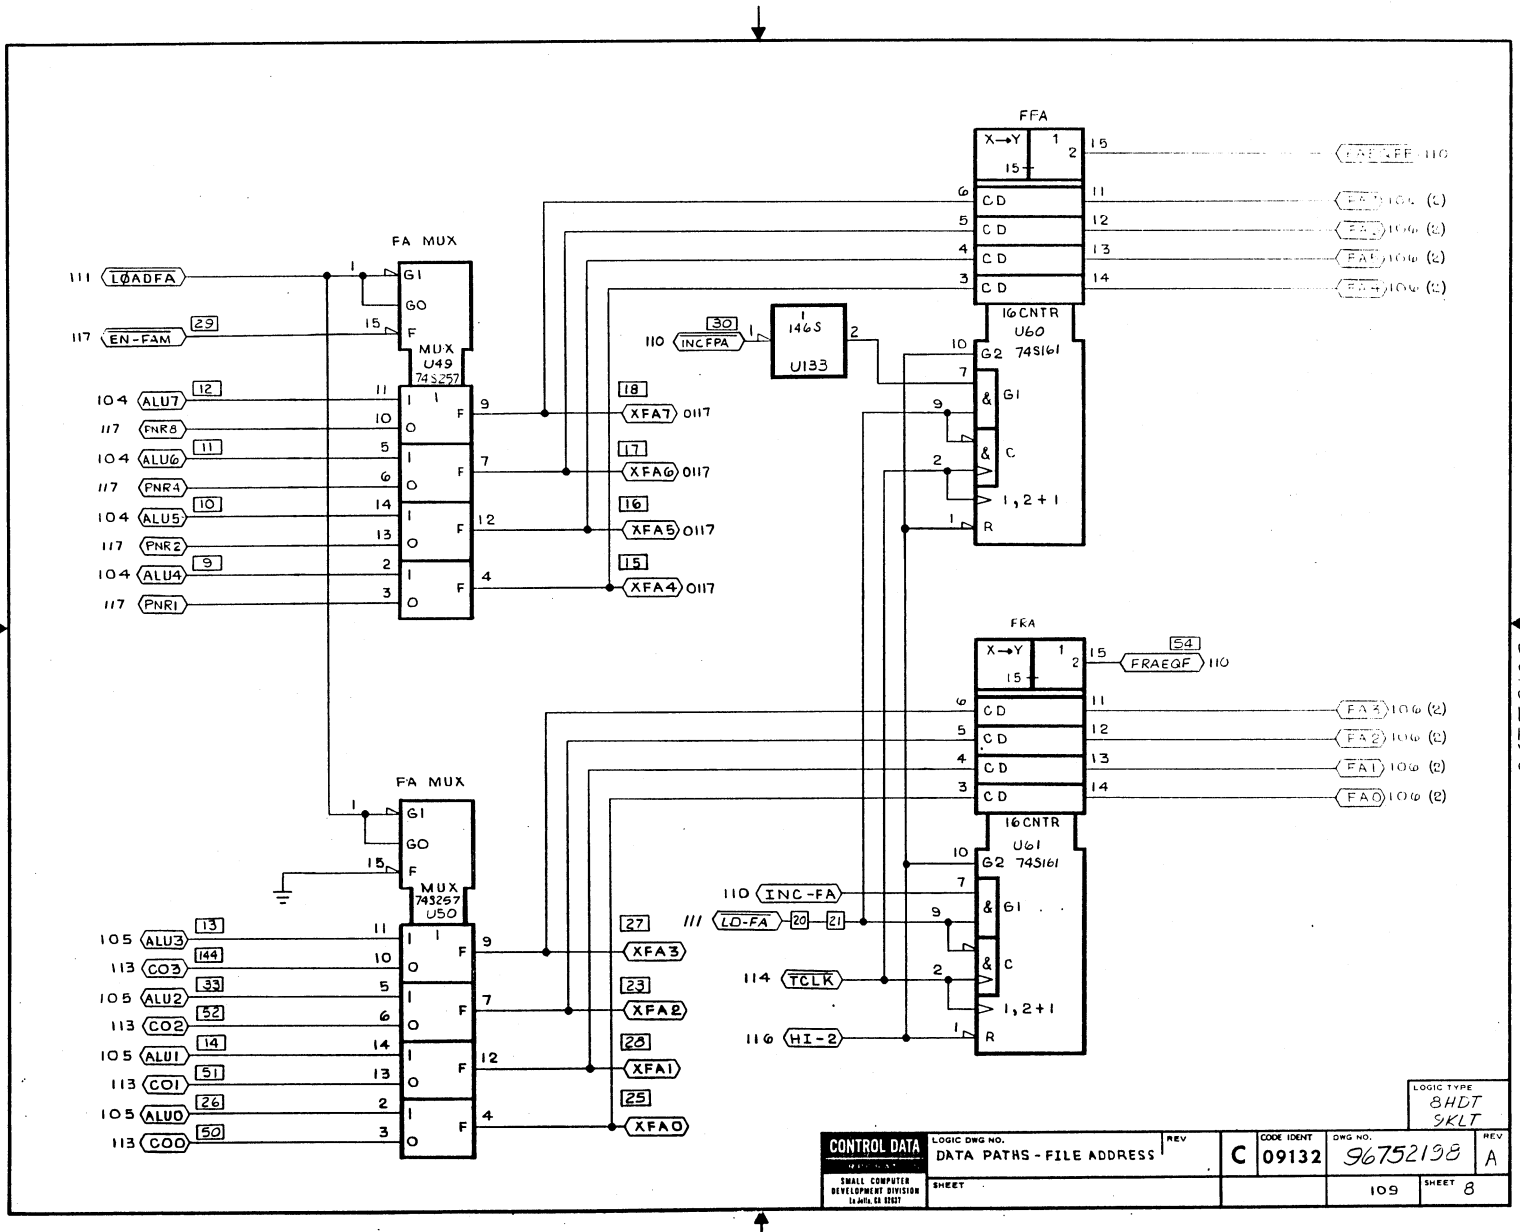 FFA
X→Y 1
2
15
15
6 CD 11
5 CD 12
4 CD 13
3 CD 14
110
106 (2)
106 (2)
106 (2)
FA4 106 (2)
16 CNTR
U60
74S161
10 G2
7
& G1
9
& C
2
1,2+1
1 R
FA MUX
111 LØADFA 1 G1
G0
117 EN-FAM 29 15 F
MUX
U49
74S257
104 ALU7 12 11 I 1 F 9
117 PNR8 10 O
104 ALU6 11 5 I F 7
117 PNR4 6 O
104 ALU5 10 14 I F 12
117 PNR2 13 O
104 ALU4 9 2 I F 4
117 PNR1 3 O
110 INCFPA 30 1
1
146S
U133
2
18
XFA7 0117
17
XFA6 0117
16
XFA5 0117
15
XFA4 0117
FRA
X→Y 1
2
15
15
54
FRAEQF 110
6 CD 11 FA3 106 (2)
5 CD 12 FA2 106 (2)
4 CD 13 FA1 106 (2)
3 CD 14 FA0 106 (2)
16 CNTR
U61
74S161
10 G2
110 INC-FA 7
& G1
111 LD-FA 20 21 9
& C
114 TCLK 2
1,2+1
116 HI-2 1 R
FA MUX
1 G1
G0
15 F
MUX
74S257
U50
105 ALU3 13 11 I 1 F 9
113 CO3 144 10 O
105 ALU2 33 5 I F 7
113 CO2 52 6 O
105 ALU1 14 14 I F 12
113 CO1 51 13 O
105 ALU0 26 2 I F 4
113 CO0 50 3 O
27
XFA3
23
XFA2
28
XFA1
25
XFA0
LOGIC TYPE
8HDT
9KLT
CONTROL DATA
SMALL COMPUTER
DEVELOPMENT DIVISION
La Jolla, CA 92037
LOGIC DWG NO.
DATA PATHS - FILE ADDRESS
REV
SHEET
C
CODE IDENT
09132
DWG NO.
96752198
REV
A
109
SHEET 8